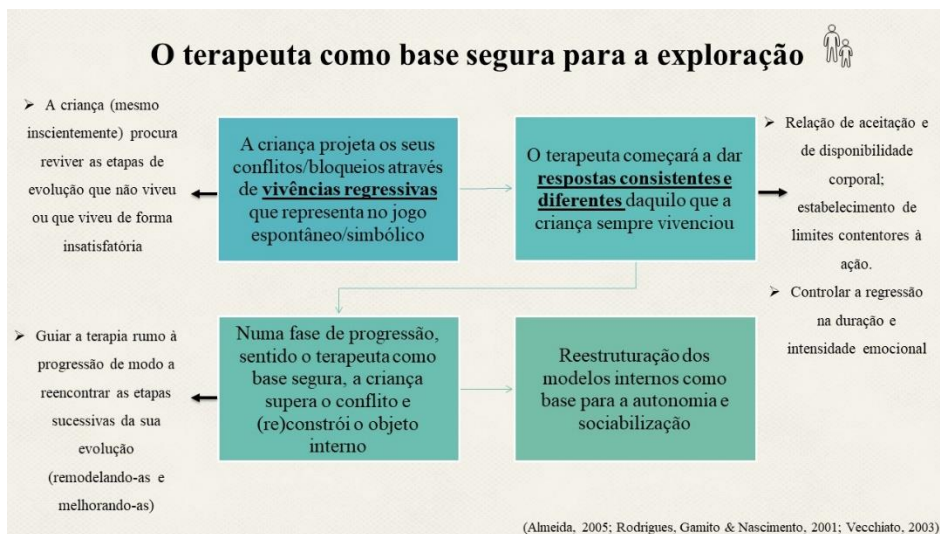 O terapeuta como base segura para a exploração
➢ A criança (mesmo
inscientemente) procura
reviver as etapas de
evolução que não viveu
ou que viveu de forma
insatisfatória
A criança projeta os seus
conflitos/bloqueios através
de vivências regressivas
que representa no jogo
espontâneo/simbólico
O terapeuta começará a dar
respostas consistentes e
diferentes daquilo que a
criança sempre vivenciou
➢ Relação de aceitação e
de disponibilidade
corporal;
estabelecimento de
limites contentores à
ação.
➢ Controlar a regressão
na duração e
intensidade emocional
➢ Guiar a terapia rumo à
progressão de modo a
reencontrar as etapas
sucessivas da sua
evolução
(remodelando-as e
melhorando-as)
Numa fase de progressão,
sentido o terapeuta como
base segura, a criança
supera o conflito e
(re)constrói o objeto
interno
Reestruturação dos
modelos internos como
base para a autonomia e
sociabilização
(Almeida, 2005; Rodrigues, Gamito & Nascimento, 2001; Vecchiato, 2003)